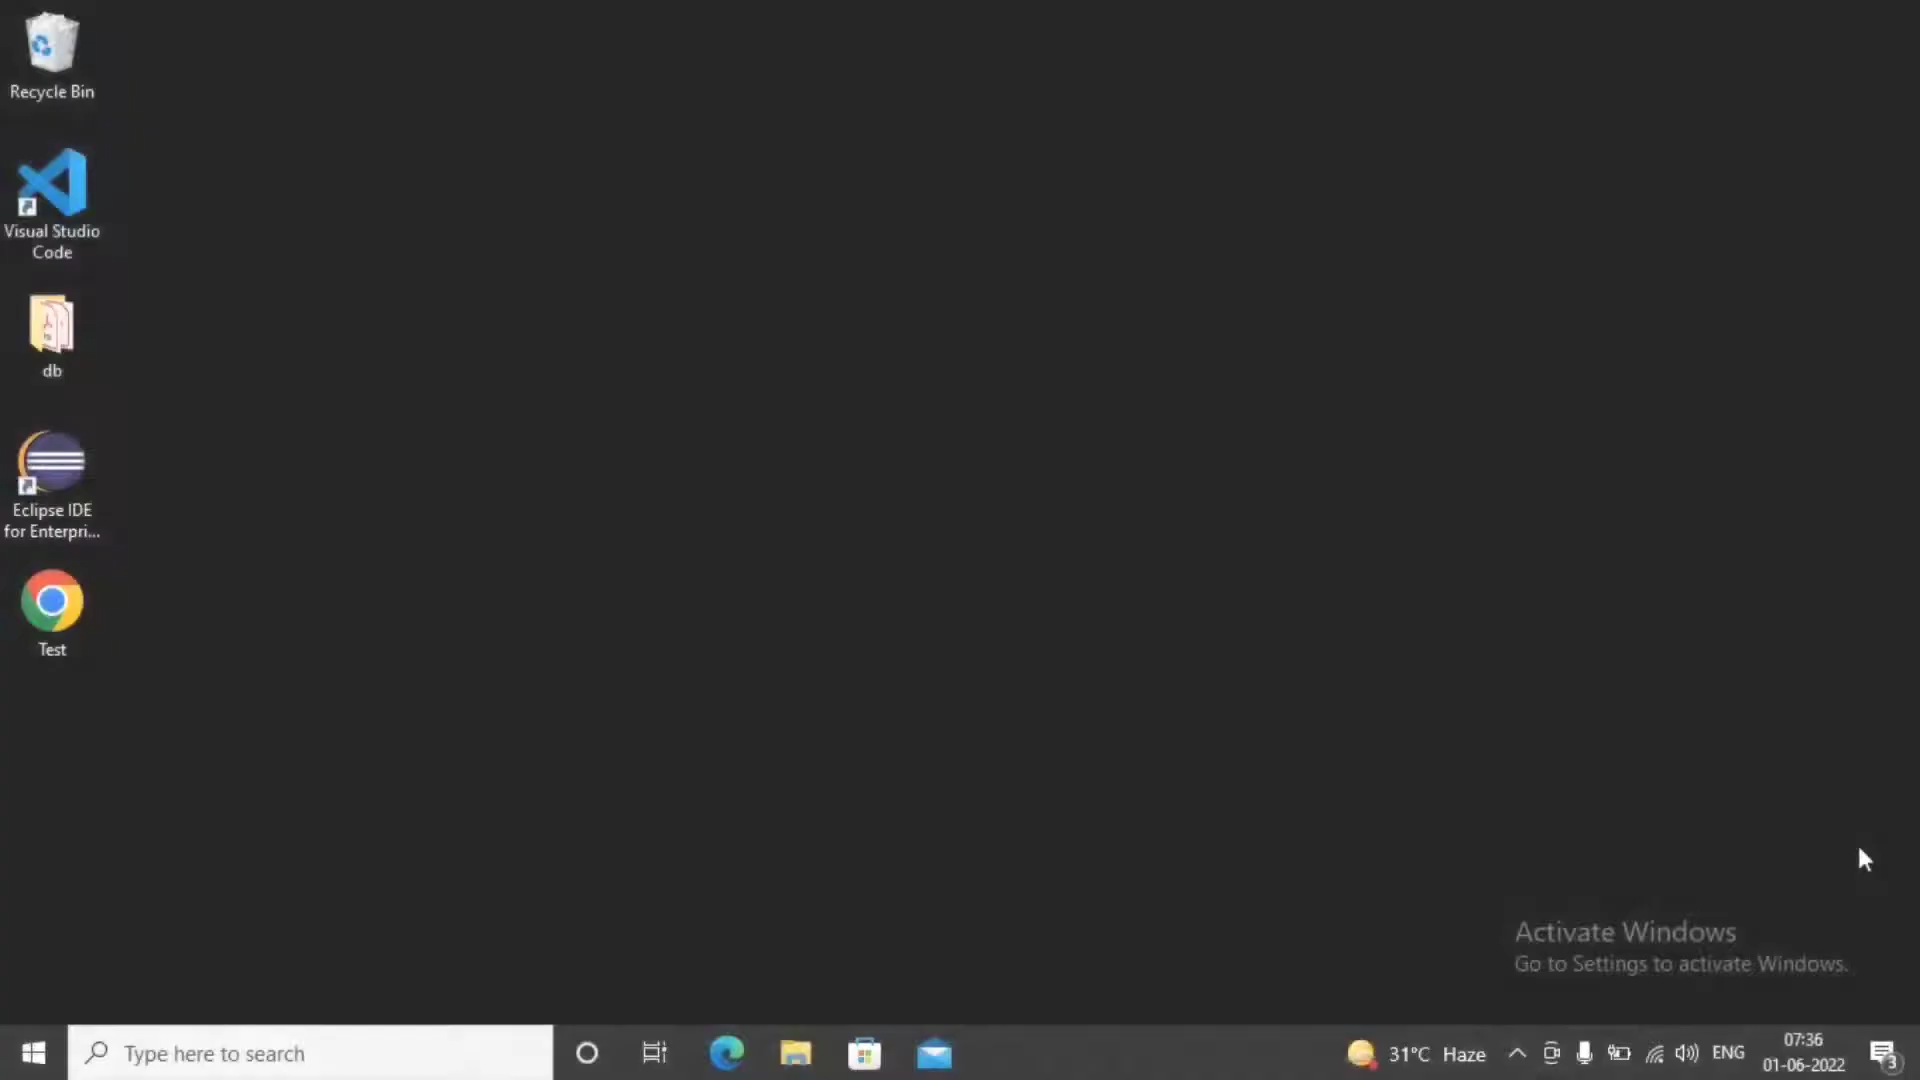 Recycle Bin
Visual Studio
Code
db
Eclipse IDE
for Enterpri...
Test
Activate Windows
Go to Settings to activate Windows.
Type here to search
31°C Haze
ENG
07:36
01-06-2022
3